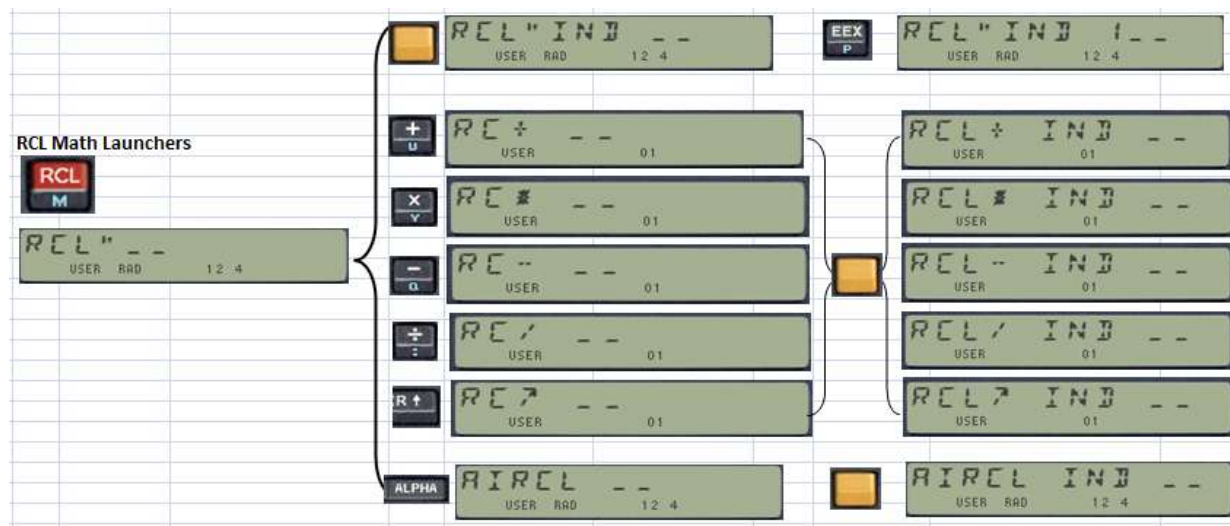 RCL"IND _ _
USER RAD 12 4
EEX
P
RCL"IND 1_ _
USER RAD 12 4
RCL Math Launchers
RCL
M
RCL"_ _
USER RAD 12 4
+
U
RC+ _ _
USER 01
RCL+ IND _ _
USER 01
×
Y
RC* _ _
USER 01
RCL* IND _ _
USER 01
−
Q
RC- _ _
USER 01
RCL- IND _ _
USER 01
÷
:
RC/ _ _
USER 01
RCL/ IND _ _
USER 01
ER ↑
RC↗ _ _
USER 01
RCL↗ IND _ _
USER 01
ALPHA
AIRCL _ _
USER RAD 12 4
AIRCL IND _ _
USER RAD 12 4